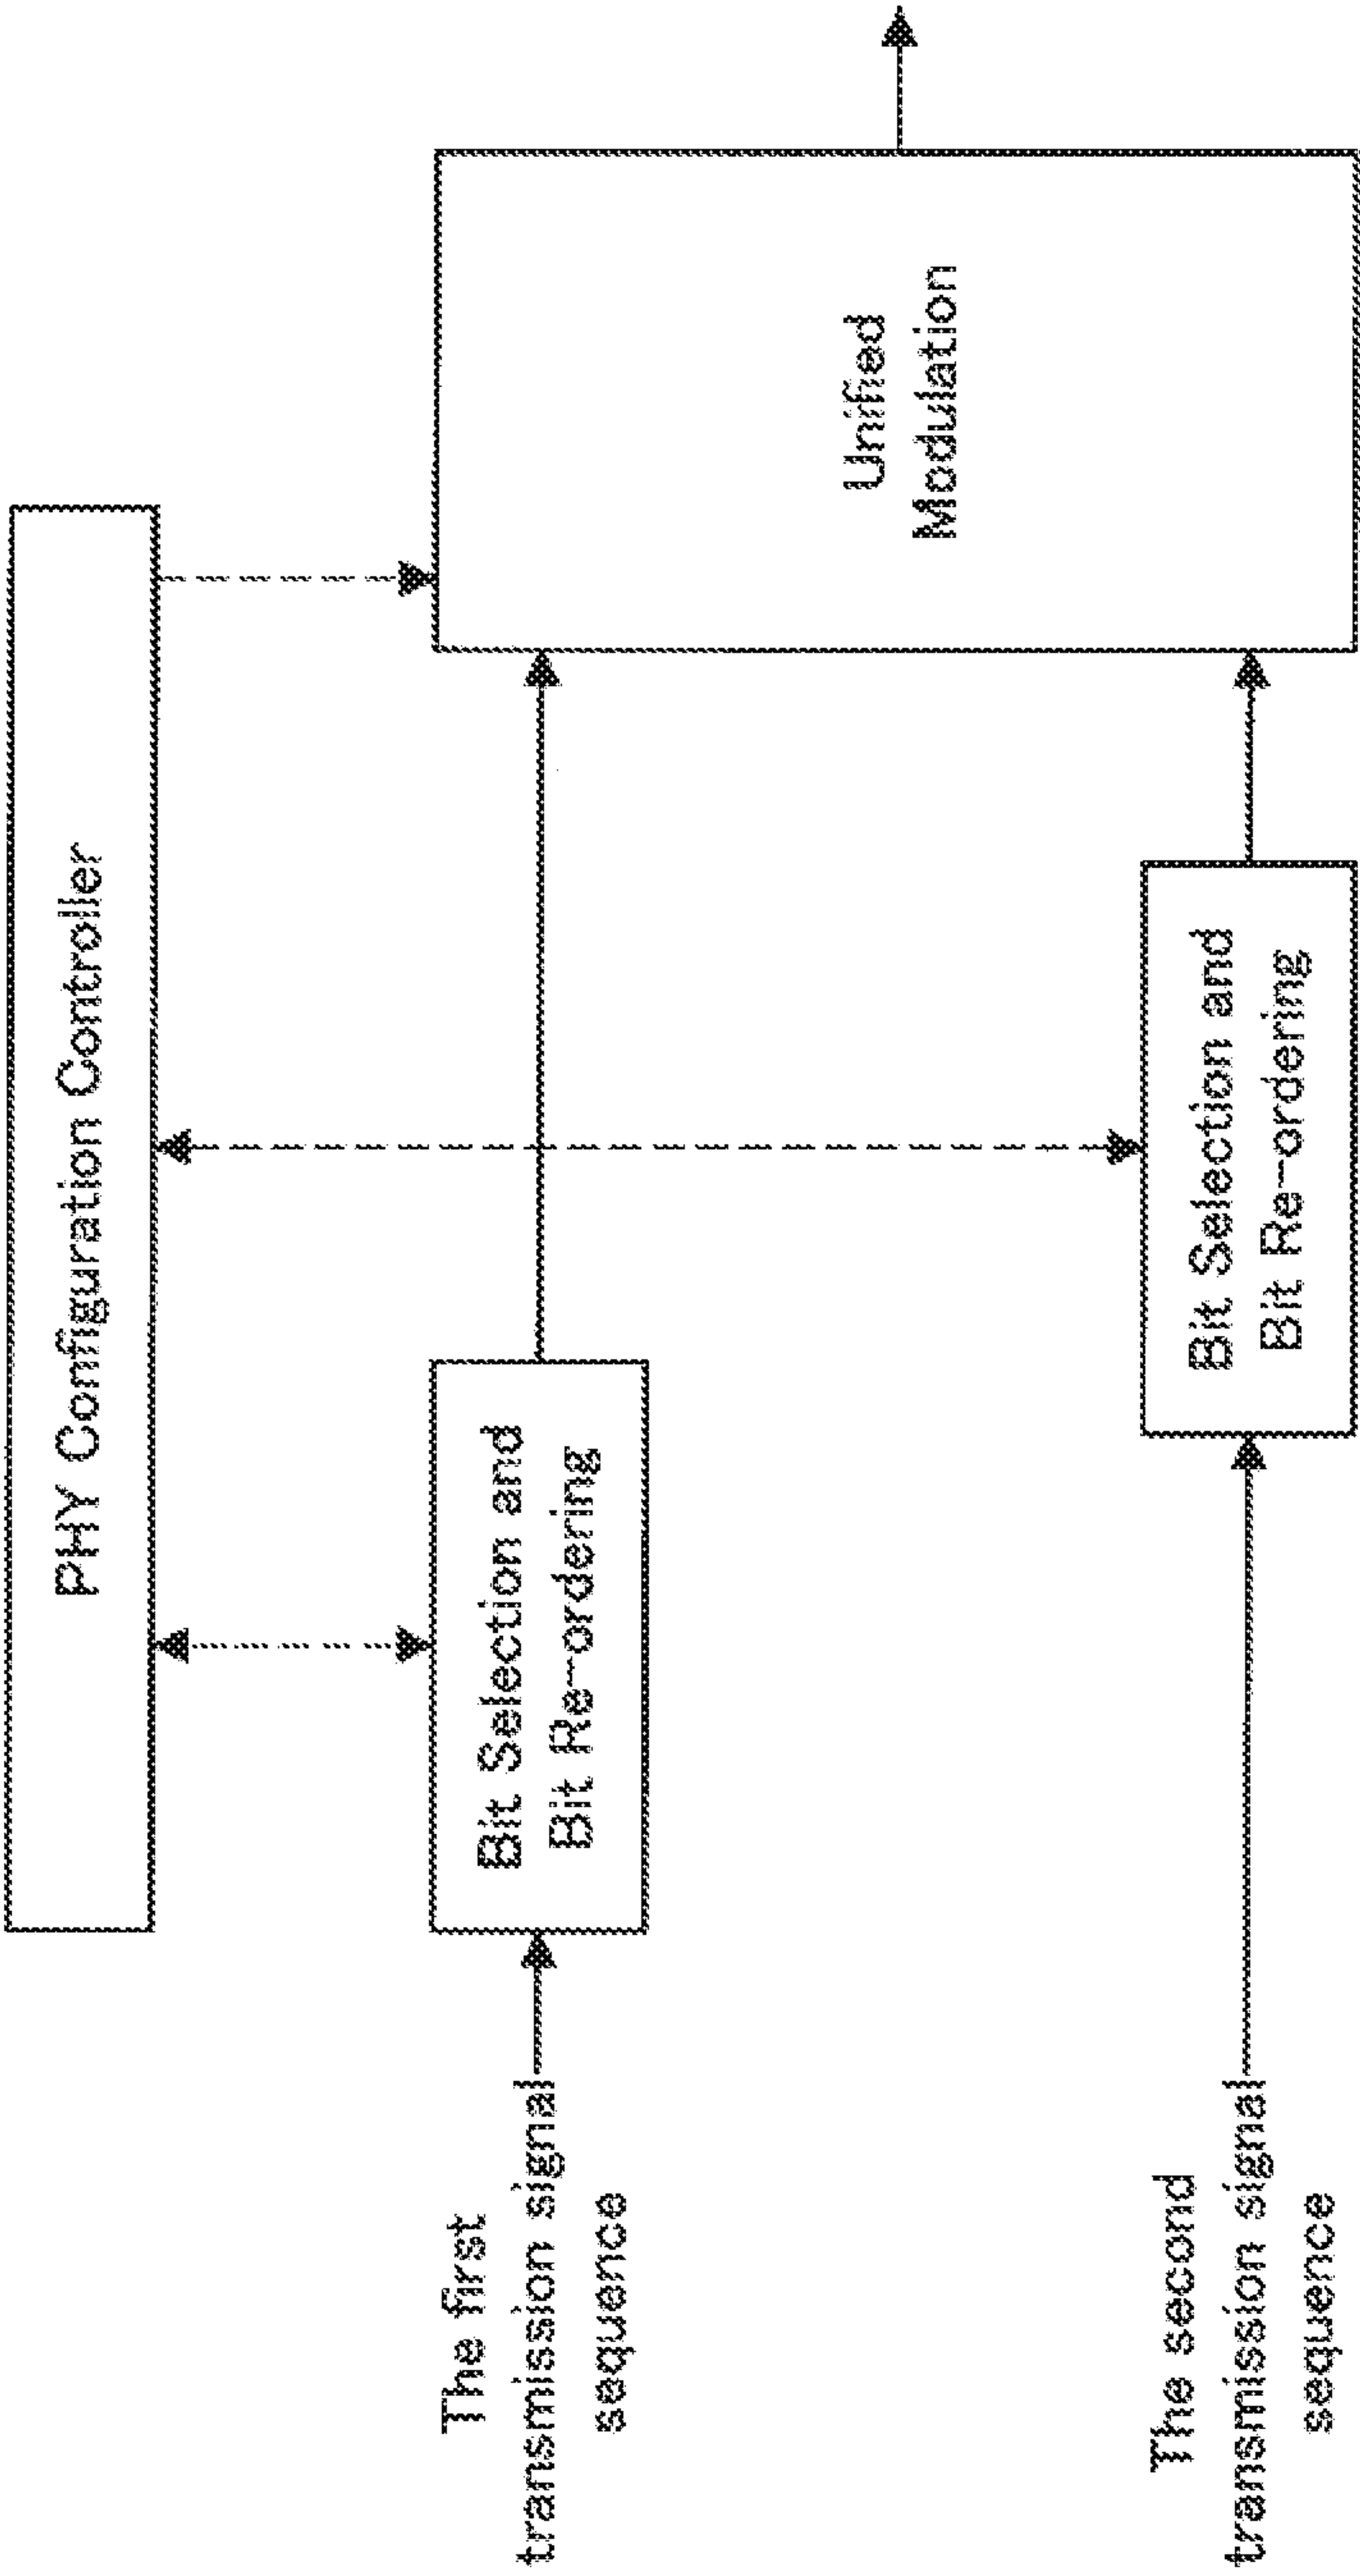 PHY Configuration Controller
The first
transmission signal
sequence
Bit Selection and
Bit Re-ordering
Unified
Modulation
The second
transmission signal
sequence
Bit Selection and
Bit Re-ordering